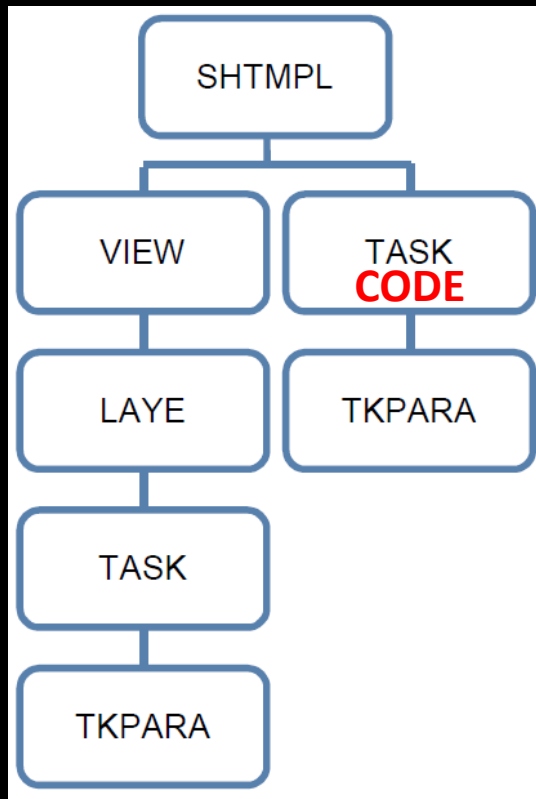 SHTMPL
VIEW
TASK
CODE
LAYE
TKPARA
TASK
TKPARA